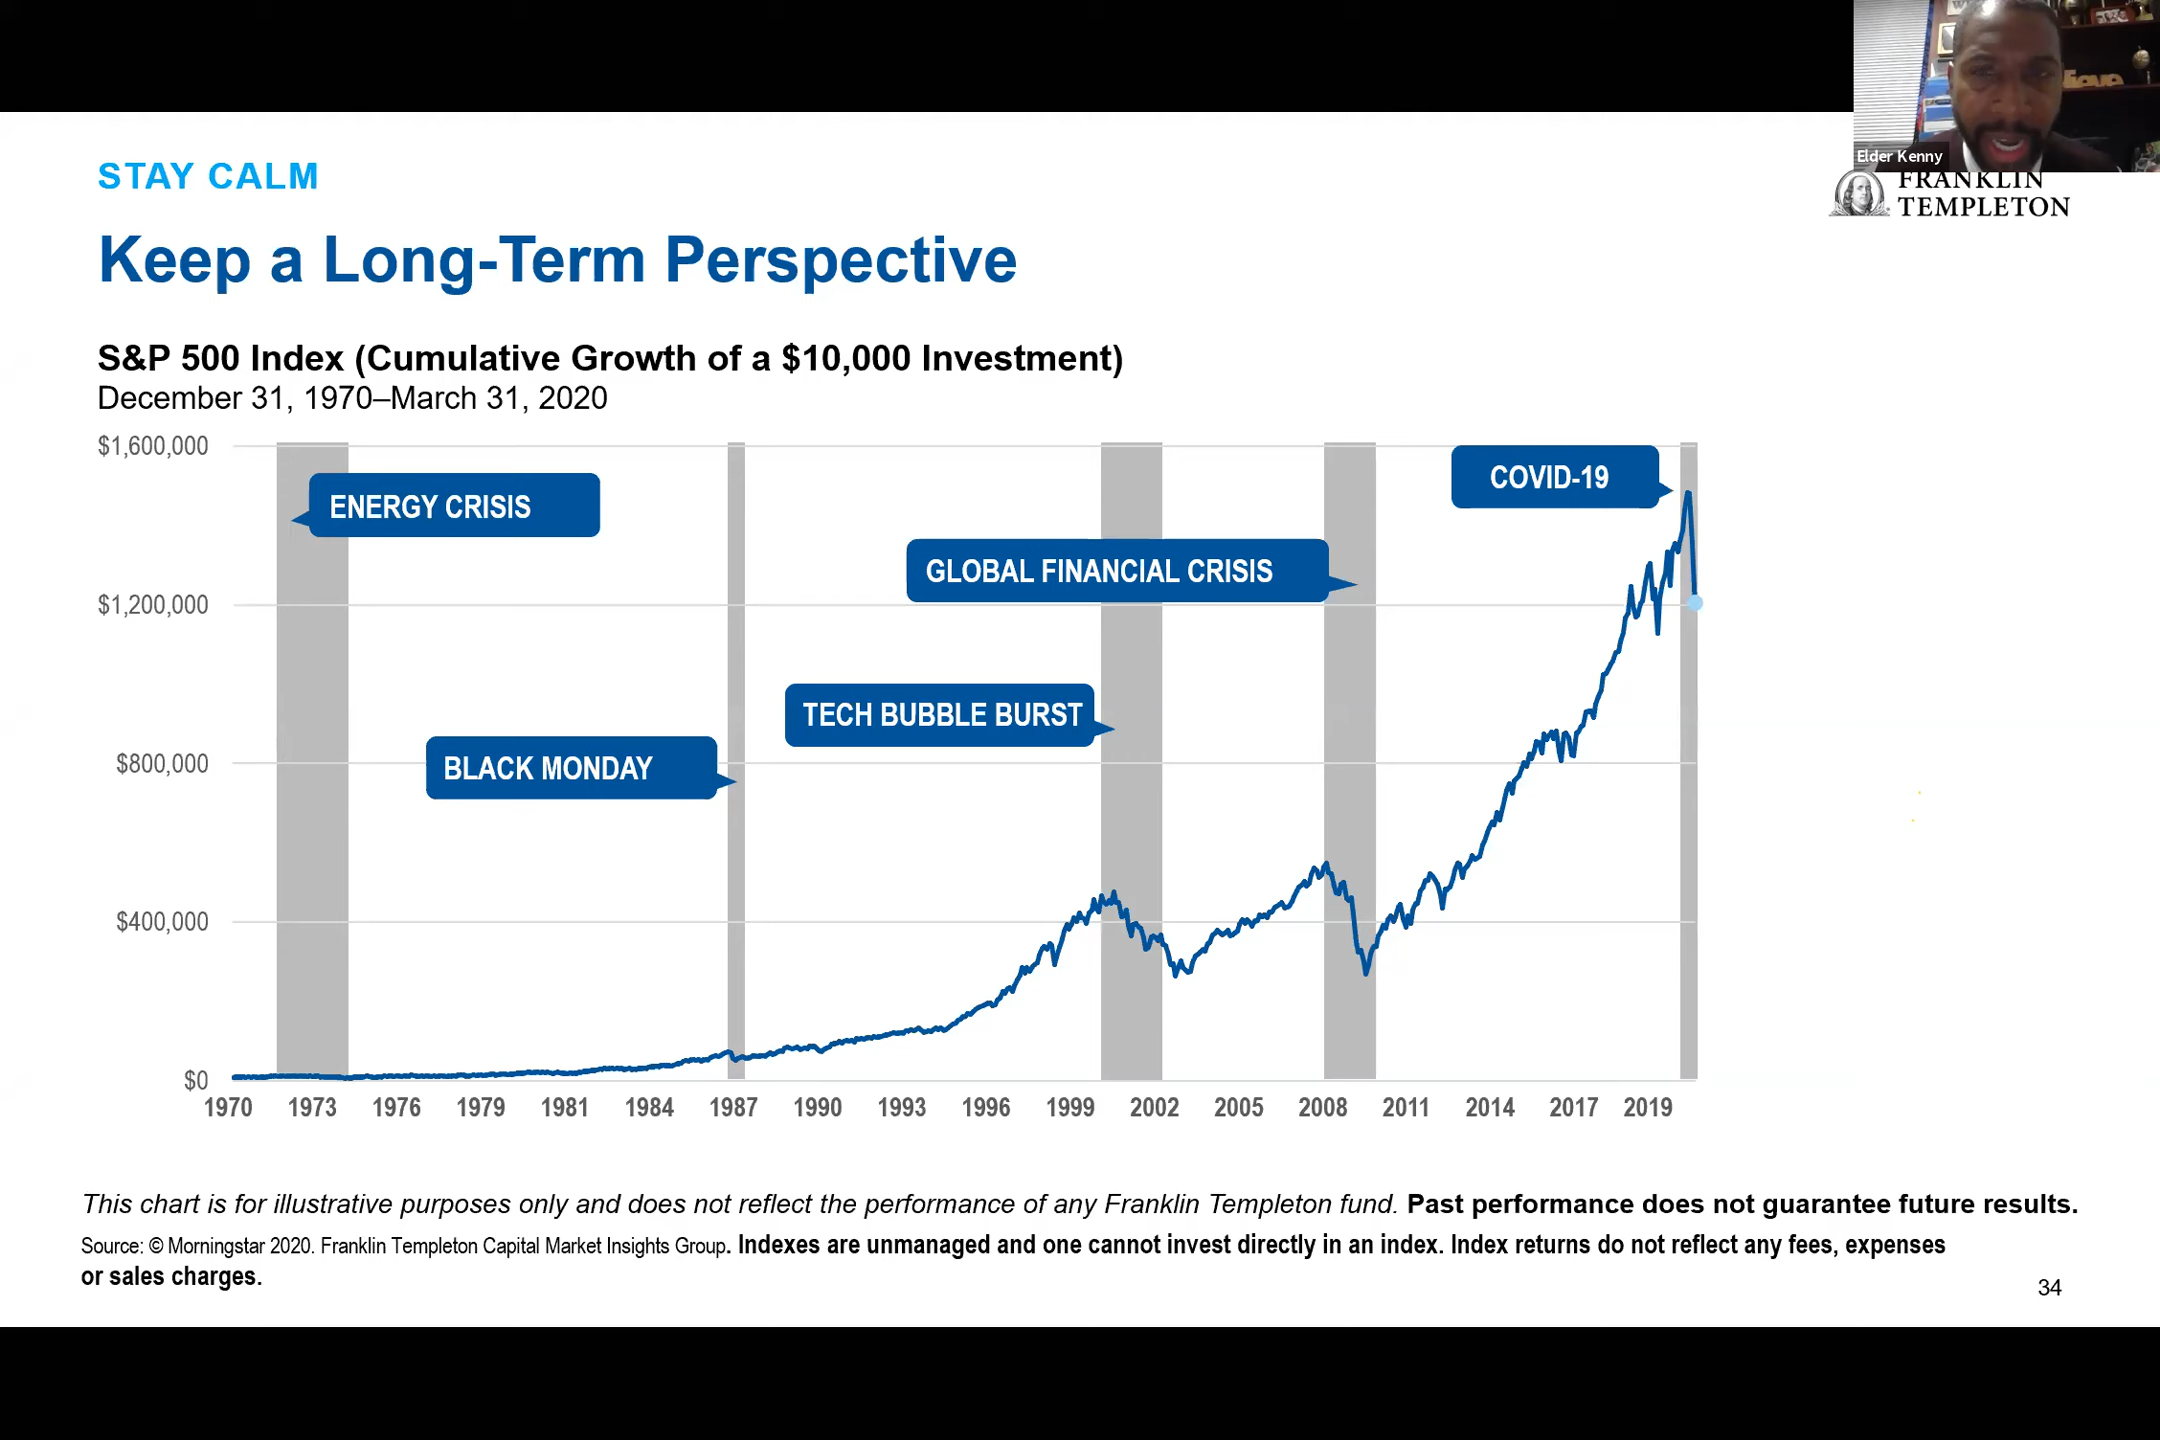 Elder Kenny
STAY CALM
FRANKLIN
TEMPLETON
Keep a Long-Term Perspective
S&P 500 Index (Cumulative Growth of a $10,000 Investment)
December 31, 1970–March 31, 2020
$1,600,000
$1,200,000
$800,000
$400,000
$0
ENERGY CRISIS
COVID-19
GLOBAL FINANCIAL CRISIS
TECH BUBBLE BURST
BLACK MONDAY
1970 1973 1976 1979 1981 1984 1987 1990 1993 1996 1999 2002 2005 2008 2011 2014 2017 2019
This chart is for illustrative purposes only and does not reflect the performance of any Franklin Templeton fund. Past performance does not guarantee future results.
Source: © Morningstar 2020. Franklin Templeton Capital Market Insights Group. Indexes are unmanaged and one cannot invest directly in an index. Index returns do not reflect any fees, expenses
or sales charges.
34